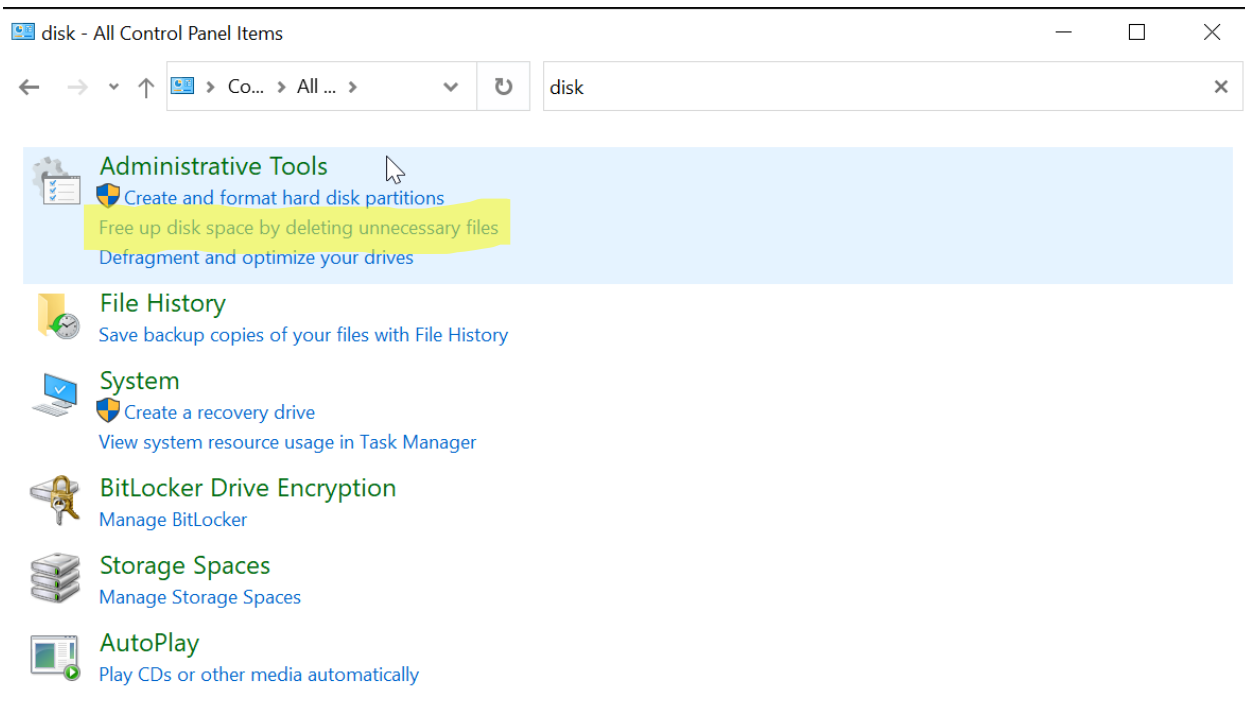 disk - All Control Panel Items
Co... All ... disk
Administrative Tools
Create and format hard disk partitions
Free up disk space by deleting unnecessary files
Defragment and optimize your drives
File History
Save backup copies of your files with File History
System
Create a recovery drive
View system resource usage in Task Manager
BitLocker Drive Encryption
Manage BitLocker
Storage Spaces
Manage Storage Spaces
AutoPlay
Play CDs or other media automatically